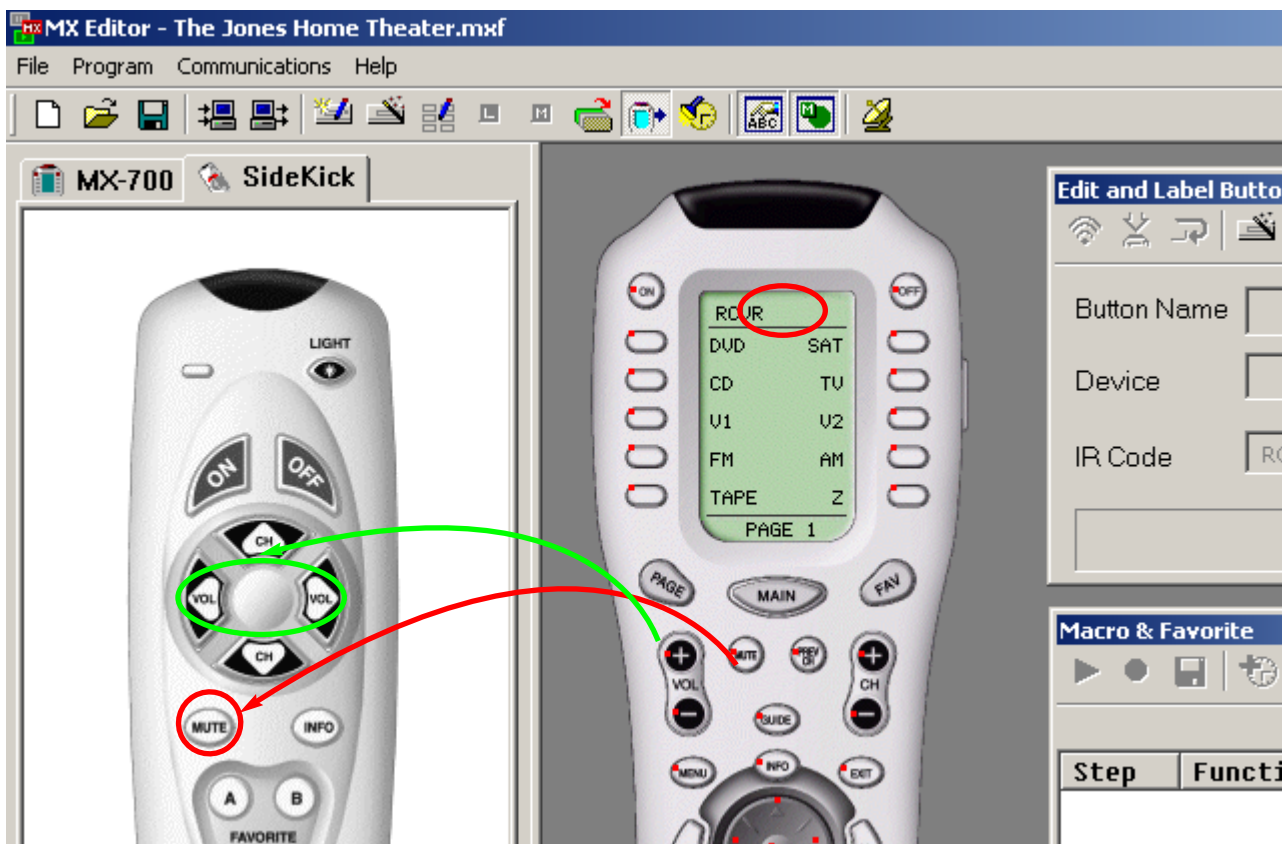 MX Editor - The Jones Home Theater.mxf
File Program Communications Help
L M ABC M
MX-700 SideKick
LIGHT
ON OFF
CH
VOL VOL
CH
MUTE INFO
A B
FAVORITE
ON OFF
RCVR
DVD SAT
CD TV
V1 V2
FM AM
TAPE Z
PAGE 1
PAGE MAIN FAV
MUTE PREV CH
VOL CH
GUIDE
MENU INFO EXIT
Edit and Label Butto
Button Name
Device
IR Code RC
Macro & Favorite
Step Functi